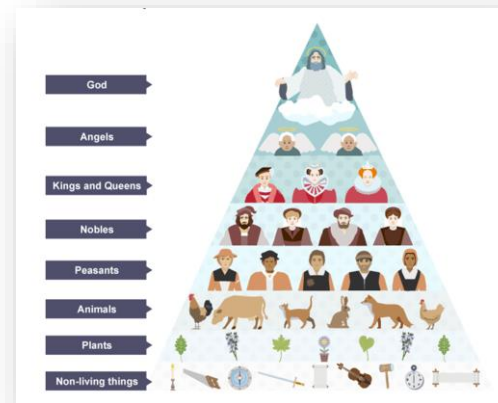 God
Angels
Kings and Queens
Nobles
Peasants
Animals
Plants
Non-living things